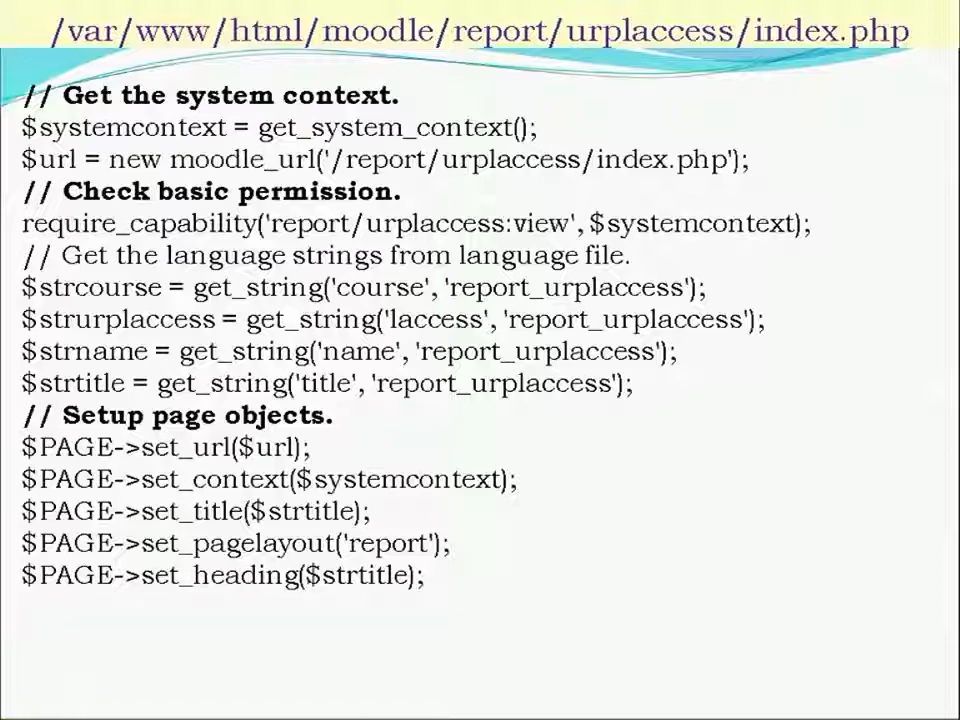 /var/www/html/moodle/report/urplaccess/index.php
// Get the system context.
$systemcontext = get_system_context();
$url = new moodle_url('/report/urplaccess/index.php');
// Check basic permission.
require_capability('report/urplaccess:view', $systemcontext);
// Get the language strings from language file.
$strcourse = get_string('course', 'report_urplaccess');
$strurplaccess = get_string('laccess', 'report_urplaccess');
$strname = get_string('name', 'report_urplaccess');
$strtitle = get_string('title', 'report_urplaccess');
// Setup page objects.
$PAGE->set_url($url);
$PAGE->set_context($systemcontext);
$PAGE->set_title($strtitle);
$PAGE->set_pagelayout('report');
$PAGE->set_heading($strtitle);